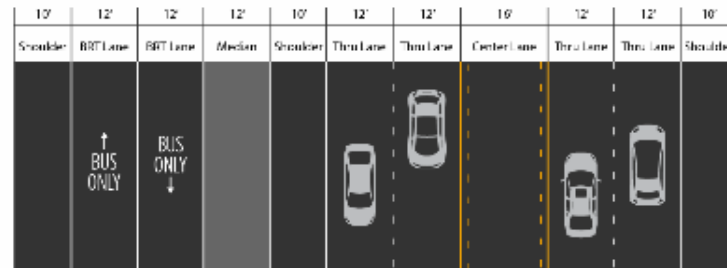 10' 12' 12' 12' 10' 12' 12' 16' 12' 12' 10'
Shoulder BRT Lane BRT Lane Median Shoulder Thru Lane Thru Lane Center Lane Thru Lane Thru Lane Shoulde
↑
BUS
ONLY
BUS
ONLY
↓